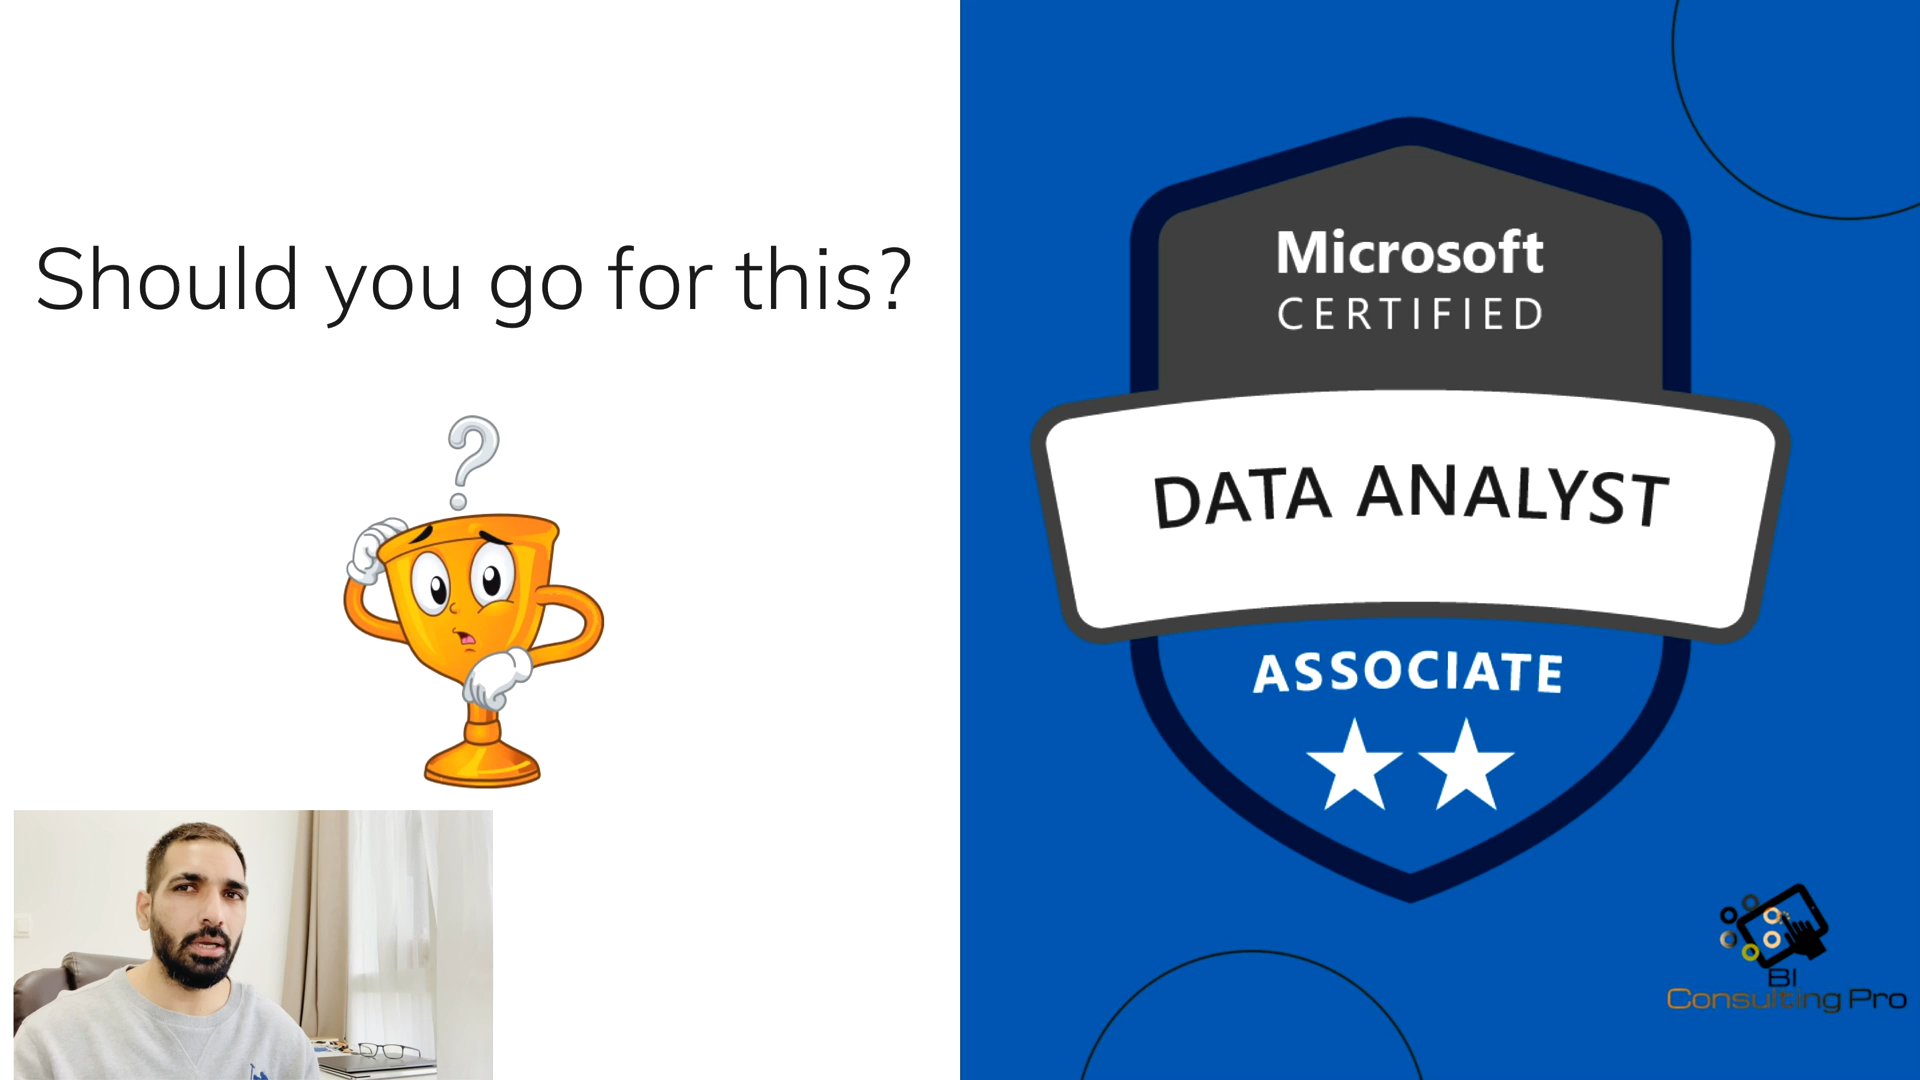 Should you go for this?
?
Microsoft
CERTIFIED
DATA ANALYST
ASSOCIATE
BI
Consulting Pro